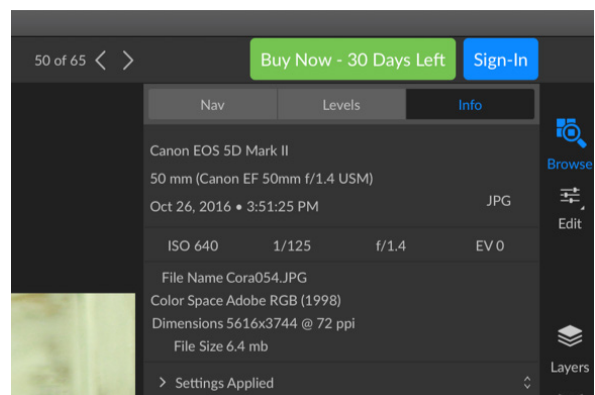 50 of 65
Buy Now - 30 Days Left
Sign-In
Nav
Levels
Info
Canon EOS 5D Mark II
50 mm (Canon EF 50mm f/1.4 USM)
Oct 26, 2016 • 3:51:25 PM
JPG
ISO 640
1/125
f/1.4
EV 0
File Name Cora054.JPG
Color Space Adobe RGB (1998)
Dimensions 5616x3744 @ 72 ppi
File Size 6.4 mb
Settings Applied
Browse
Edit
Layers